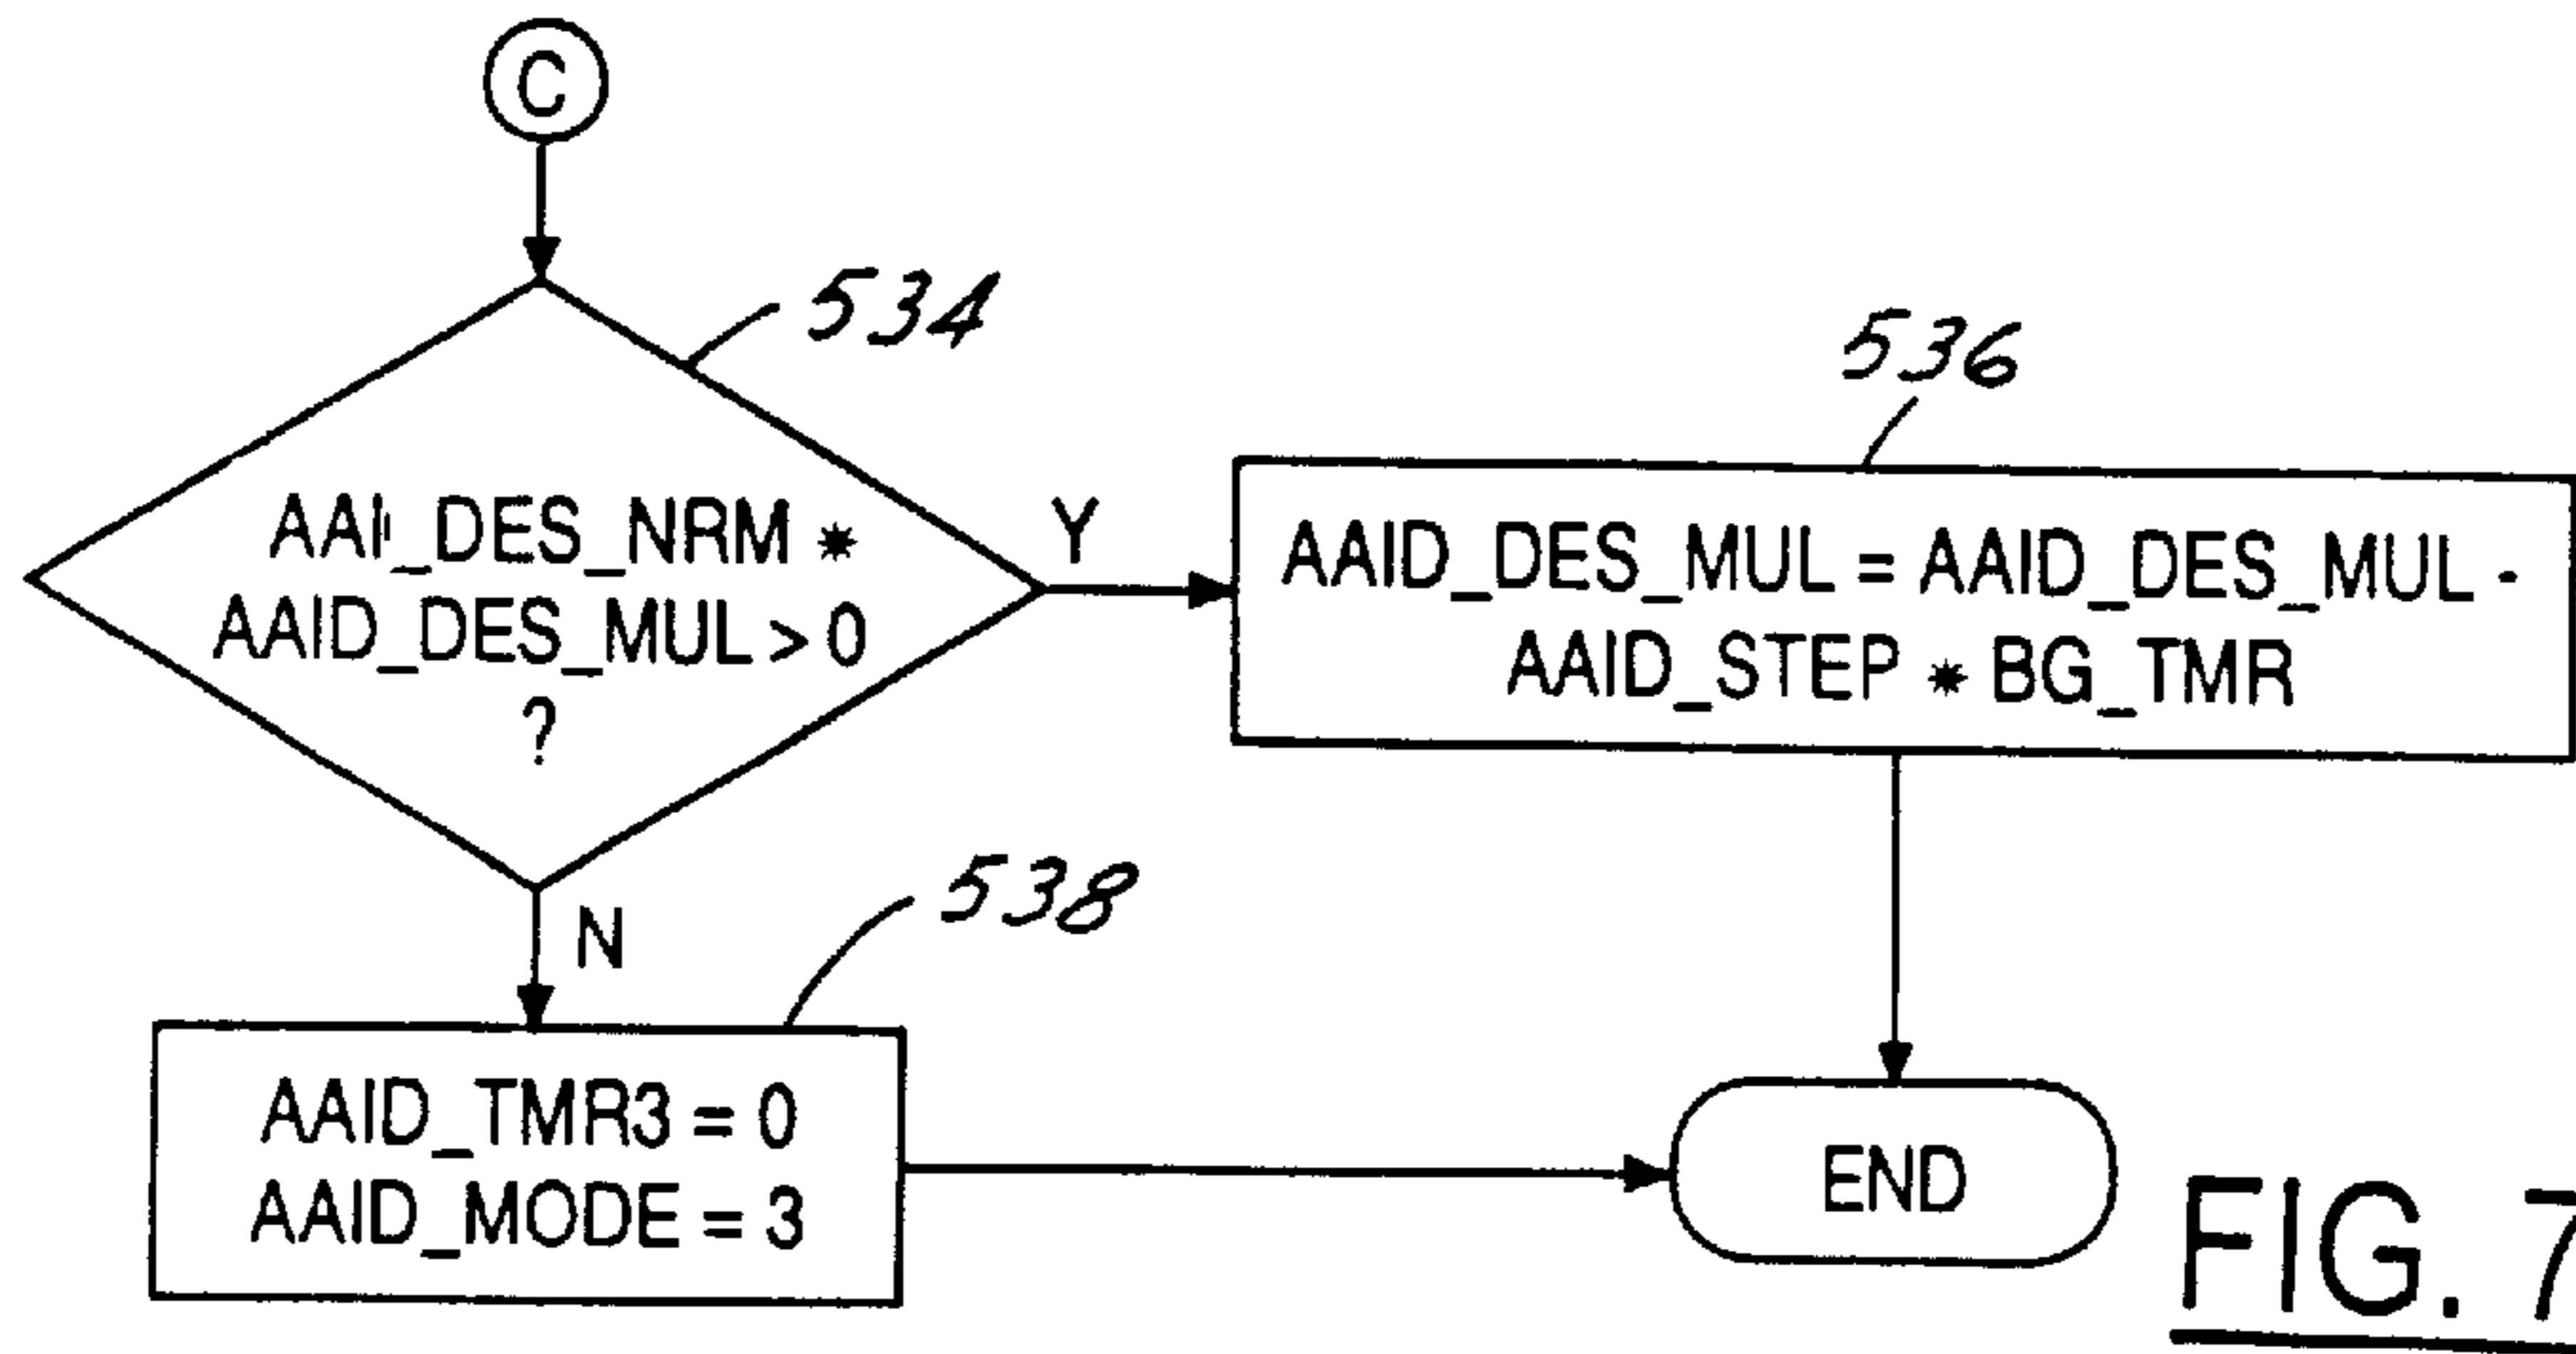 C
534
AAI_DES_NRM *
AAID_DES_MUL > 0
?
Y
536
AAID_DES_MUL = AAID_DES_MUL -
AAID_STEP * BG_TMR
N
538
AAID_TMR3 = 0
AAID_MODE = 3
END
FIG. 7